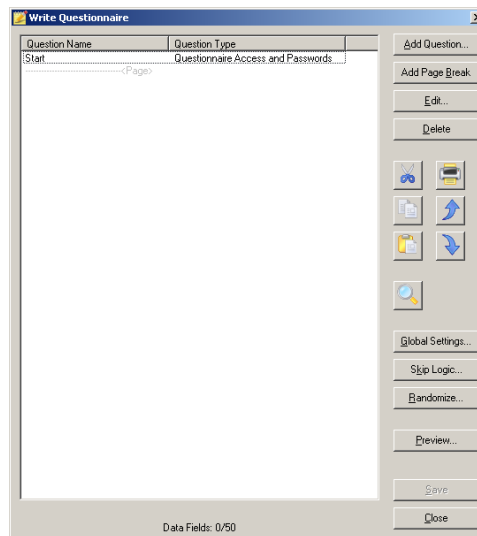 Write Questionnaire
Question Name Question Type
Start Questionnaire Access and Passwords
<Page>
Add Question...
Add Page Break
Edit...
Delete
Global Settings...
Skip Logic...
Randomize...
Preview...
Save
Close
Data Fields: 0/50